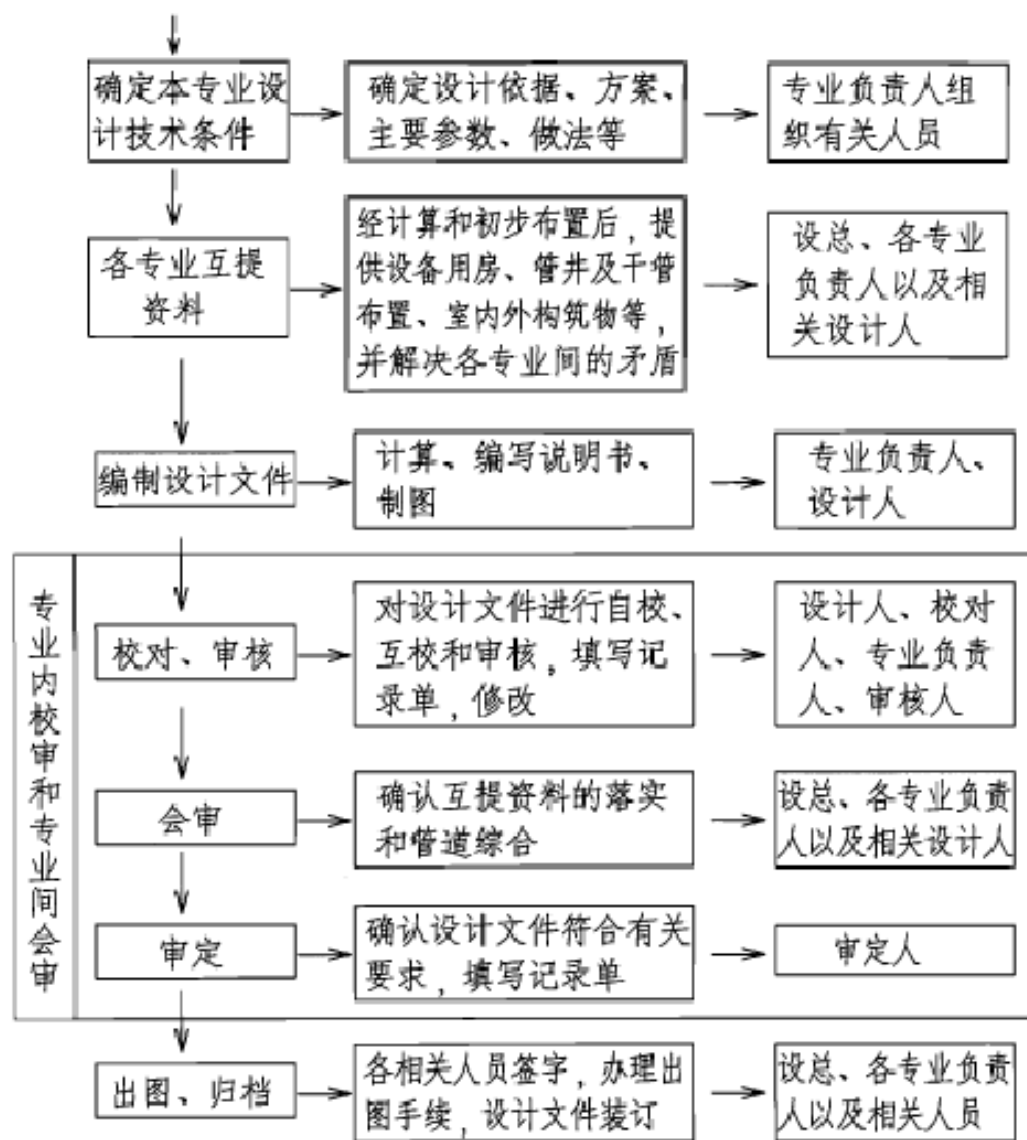 确定本专业设
计技术条件
确定设计依据、方案、
主要参数、做法等
专业负责人组
织有关人员
各专业互提
资料
经计算和初步布置后，提
供设备用房、管井及干管
布置、室内外构筑物等，
并解决各专业间的矛盾
设总、各专业
负责人以及相
关设计人
编制设计文件
计算、编写说明书、
制图
专业负责人、
设计人
专业内校审和专业间会审
校对、审核
对设计文件进行自校、
互校和审核，填写记
录单，修改
设计人、校对
人、专业负责
人、审核人
会审
确认互提资料的落实
和管道综合
设总、各专业负责
人以及相关设计人
审定
确认设计文件符合有关
要求，填写记录单
审定人
出图、归档
各相关人员签字，办理出
图手续，设计文件装订
设总、各专业负责
人以及相关人员